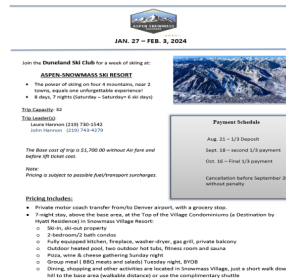 ASPEN SNOWMASS
JAN. 27 – FEB. 3, 2024
Join the Duneland Ski Club for a week of skiing at:
ASPEN-SNOWMASS SKI RESORT
• The power of skiing on four mountains, near 2
towns, equals one unforgettable experience!
• 8 days, 7 nights (Saturday – Saturday= 6 ski days)
Trip Capacity: 52
Trip Leader(s)
Laura Hannon (219) 730-1542
John Hannon (219) 743-4279
The Base cost of trip is $1,700.00 without Air fare and
before lift ticket cost.
Note:
Pricing is subject to possible fuel/transport surcharges.
Payment Schedule
Aug. 21 – 1/3 Deposit
Sept. 18 – second 1/3 payment
Oct. 16 – Final 1/3 payment
Cancellation before September
without penalty
Pricing Includes:
• Private motor coach transfer from/to Denver airport, with a grocery stop.
• 7-night stay, above the base area, at the Top of the Village Condominiums (a Destination by
Hyatt Residence) in Snowmass Village Resort:
o Ski-in, ski-out property
o 2-bedroom/2 bath condos
o Fully equipped kitchen, fireplace, washer-dryer, gas grill, private balcony
o Outdoor heated pool, two outdoor hot tubs, fitness room and sauna
o Pizza, wine & cheese gathering Sunday night
o Group meal ( BBQ meats and salads) Tuesday night, BYOB
o Dining, shopping and other activities are located in Snowmass Village, just a short walk
hill to the base area (walkable distance) or use the complimentary shuttle